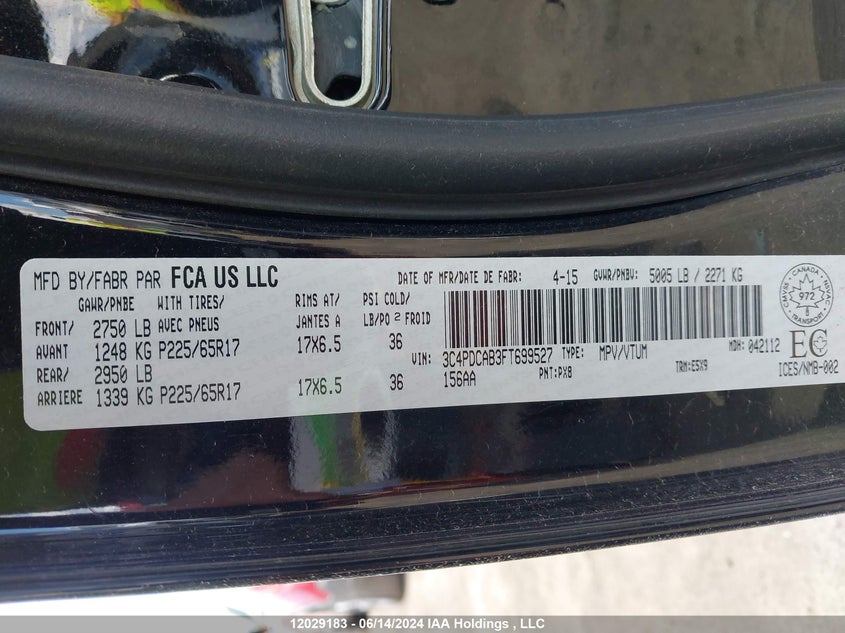 MFD BY/FABR PAR FCA US LLC DATE OF MFR/DATE DE FABR: 4-15 GVWR/PNBV: 5005 LB / 2271 KG
GAWR/PNBE WITH TIRES/ RIMS AT/ PSI COLD/
FRONT/ 2750 LB AVEC PNEUS JANTES A LB/PO 2 FROID
AVANT 1248 KG P225/65R17 17X6.5 36
REAR/ 2950 LB
ARRIERE 1339 KG P225/65R17 17X6.5 36
VIN: 3C4PDCAB3FT699527 TYPE: MPV/VTUM MDH: 042112
156AA PNT:PX8 TRM:E5X9
CANADA
972
TRANSPORT
EC
ICES/NMB-002
12029183 - 06/14/2024 IAA Holdings , LLC